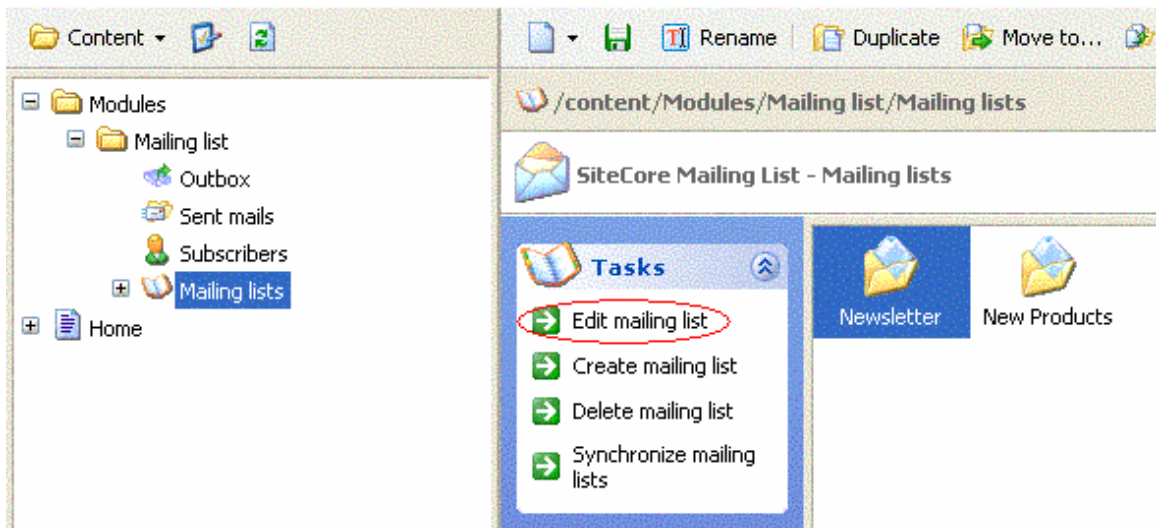 Content
Modules
Mailing list
Outbox
Sent mails
Subscribers
Mailing lists
Home
Rename Duplicate Move to...
/content/Modules/Mailing list/Mailing lists
SiteCore Mailing List - Mailing lists
Tasks
Edit mailing list
Create mailing list
Delete mailing list
Synchronize mailing
lists
Newsletter New Products